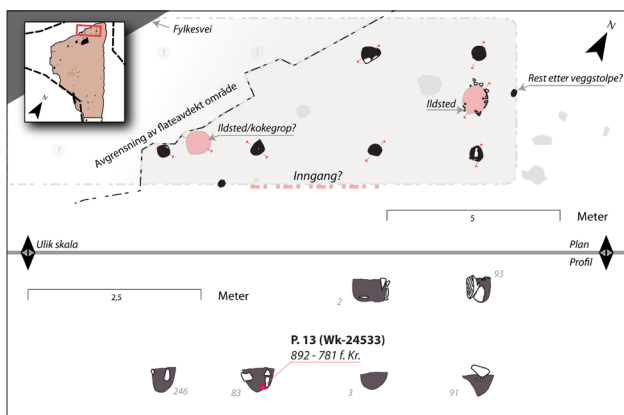 Fylkesvei
?
?
N
N
Avgrensning av flateavdekt område
Ildsted/kokegrop?
Ildsted
Rest etter veggstolpe?
?
Inngang?
5
Meter
Ulik skala
Plan
Profil
2,5
Meter
2
93
P. 13 (Wk-24533)
892 - 781 f. Kr.
246
83
3
91